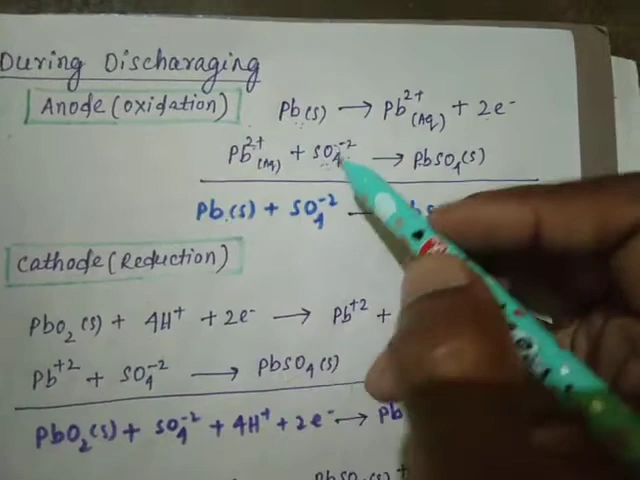 During Discharaging
Anode (Oxidation) Pb(s) → Pb²⁺(Aq) + 2e⁻
Pb²⁺(Aq) + SO₄⁻² → PbSO₄(s)
Pb(s) + SO₄⁻²
Cathode (Reduction)
PbO₂(s) + 4H⁺ + 2e⁻ → Pb⁺² +
Pb⁺² + SO₄⁻² → PbSO₄(s)
PbO₂(s) + SO₄⁻² + 4H⁺ + 2e⁻ → Pb